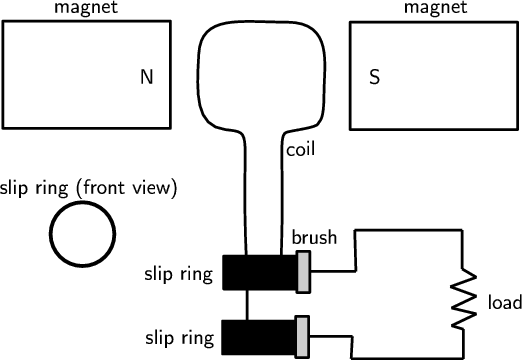 magnet
magnet
N
S
coil
slip ring (front view)
brush
slip ring
load
slip ring